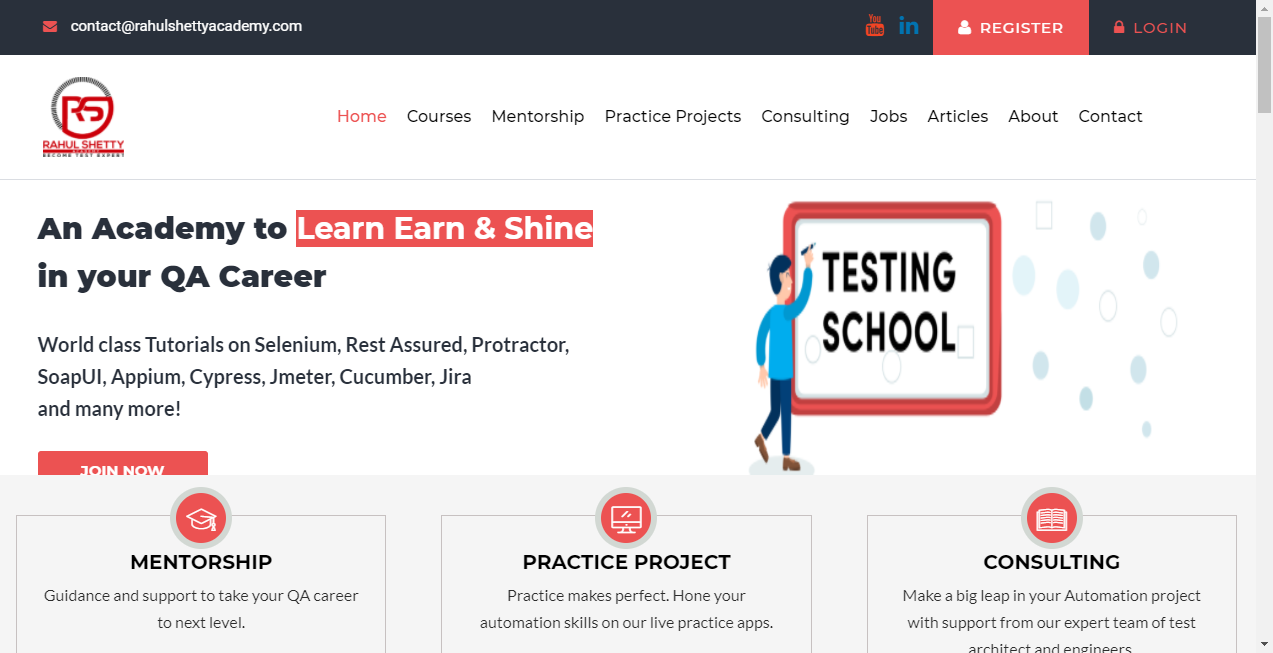 contact@rahulshettyacademy.com
You
Tube
in
REGISTER
LOGIN
RS
RAHUL SHETTY
ACADEMY
BECOME TEST EXPERT
Home Courses Mentorship Practice Projects Consulting Jobs Articles About Contact
An Academy to Learn Earn & Shine
in your QA Career
World class Tutorials on Selenium, Rest Assured, Protractor,
SoapUI, Appium, Cypress, Jmeter, Cucumber, Jira
and many more!
JOIN NOW
TESTING
SCHOOL
MENTORSHIP
Guidance and support to take your QA career
to next level.
PRACTICE PROJECT
Practice makes perfect. Hone your
automation skills on our live practice apps.
CONSULTING
Make a big leap in your Automation project
with support from our expert team of test
architect and engineers